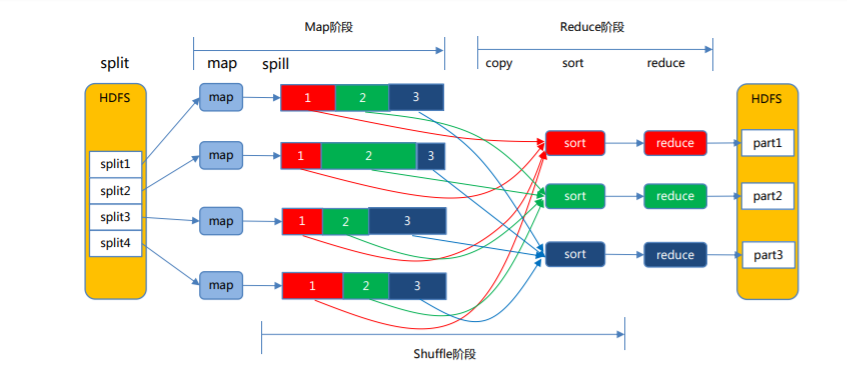 Map阶段
Reduce阶段
split
map
spill
copy
sort
reduce
HDFS
split1
split2
split3
split4
map
1
2
3
map
1
2
3
map
1
2
3
map
1
2
3
sort
reduce
sort
reduce
sort
reduce
HDFS
part1
part2
part3
Shuffle阶段